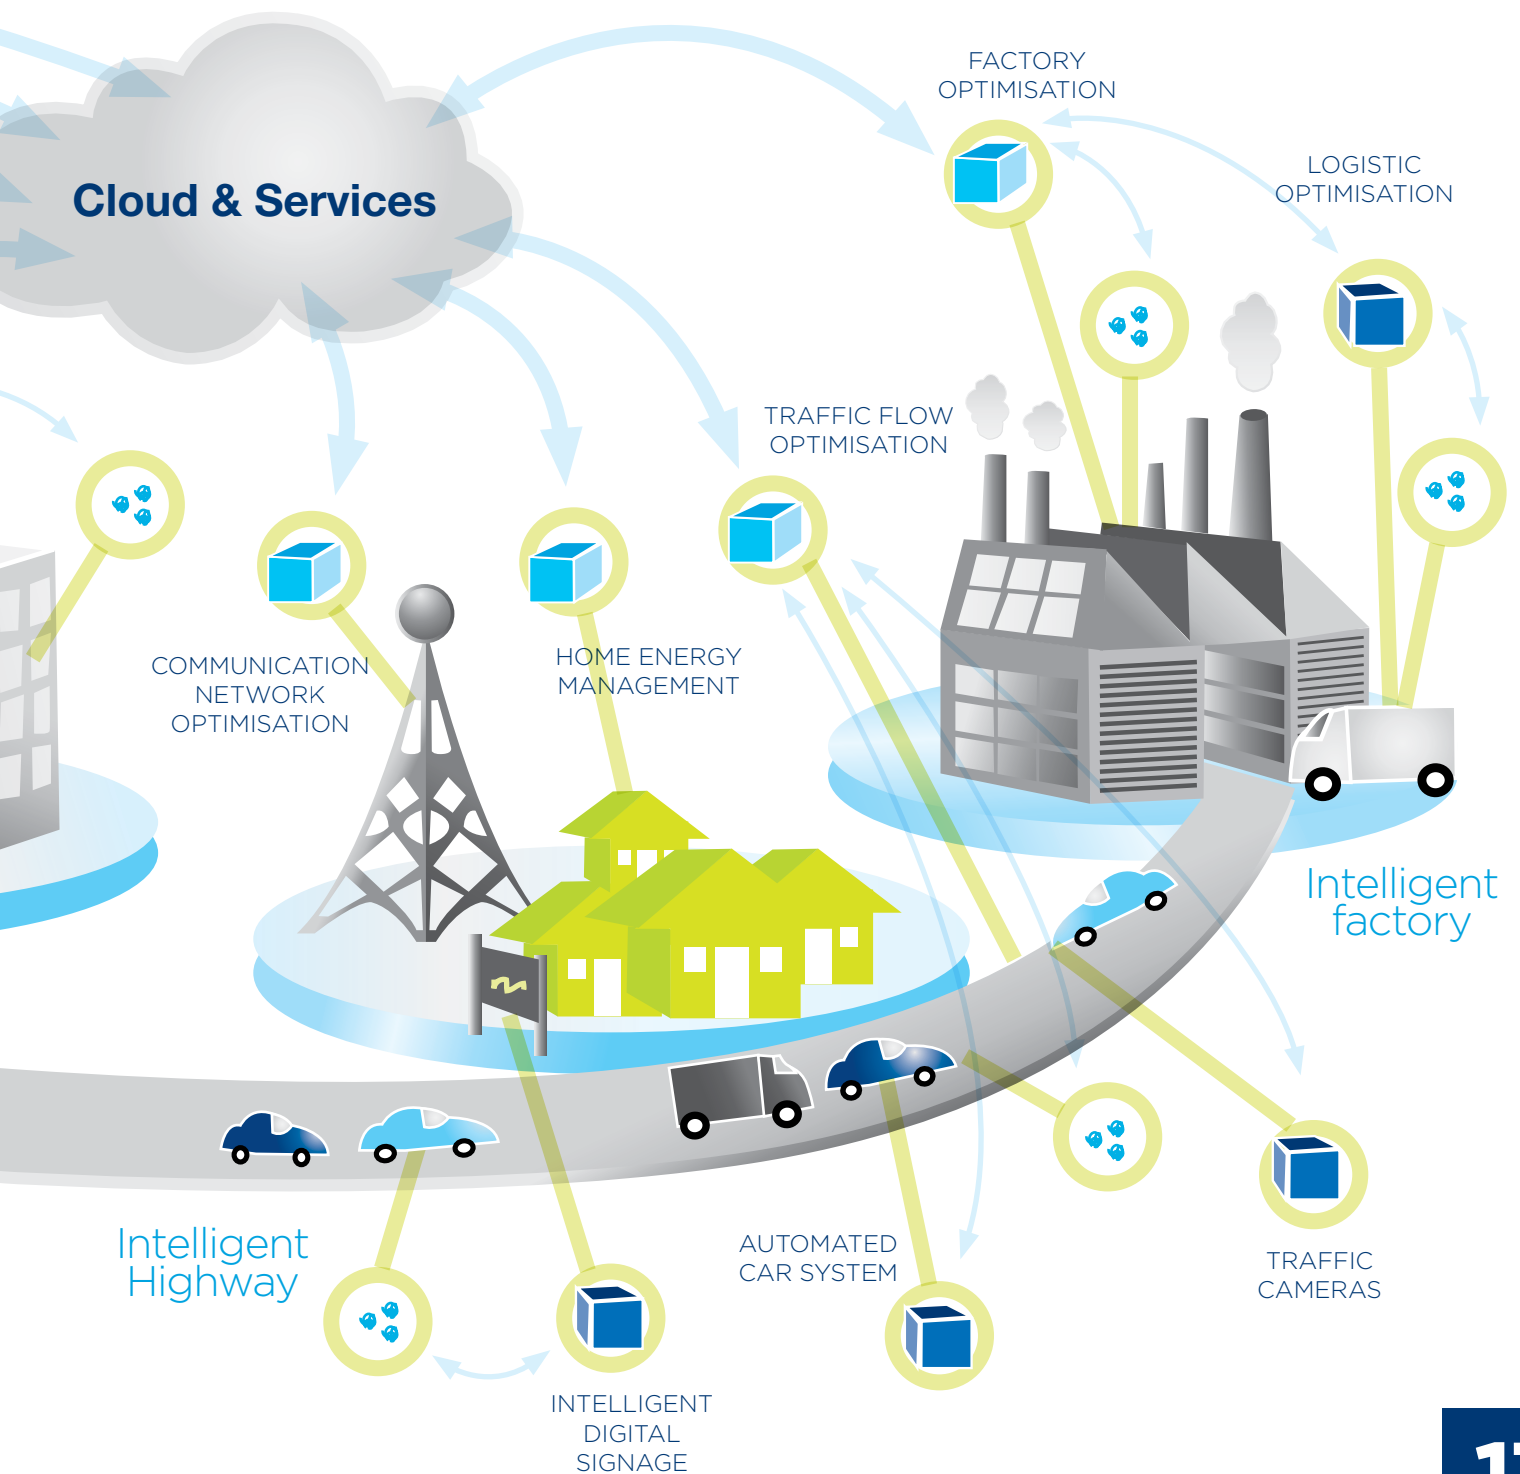 FACTORY
OPTIMISATION
LOGISTIC
OPTIMISATION
Cloud & Services
TRAFFIC FLOW
OPTIMISATION
COMMUNICATION
NETWORK
OPTIMISATION
HOME ENERGY
MANAGEMENT
Intelligent
factory
Intelligent
Highway
AUTOMATED
CAR SYSTEM
TRAFFIC
CAMERAS
INTELLIGENT
DIGITAL
SIGNAGE